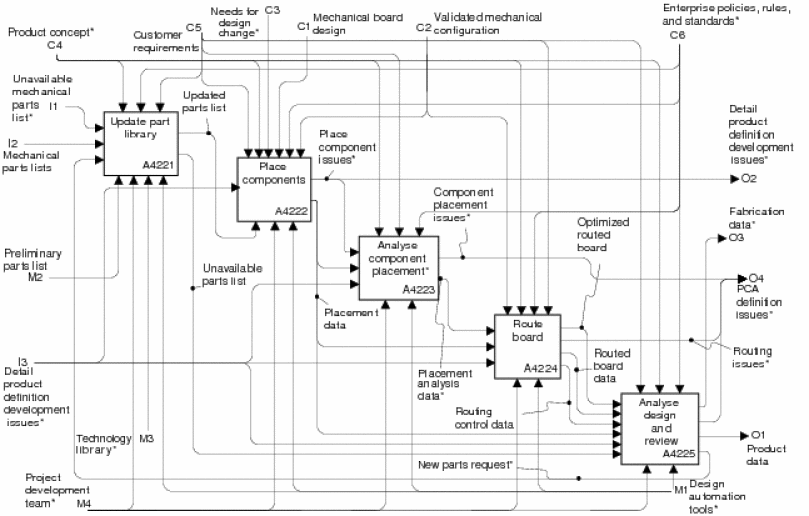 Product concept*
C4
Customer
requirements
C5
Needs for
design
change*
C3
C1
Mechanical board
design
C2
Validated mechanical
configuration
Enterprise policies, rules,
and standards*
C6
Unavailable
mechanical
parts
list*
I1
I2
Mechanical
parts lists
Update part
library
A4221
Updated
parts list
Place
components
A4222
Place
component
issues*
Detail
product
definition
development
issues*
O2
Component
placement
issues*
Analyse
component
placement*
A4223
Optimized
routed
board
Fabrication
data*
O3
O4
PCA
definition
issues*
Preliminary
parts list
M2
Unavailable
parts list
Placement
data
Route
board
A4224
Routing
issues*
Routed
board
data
Placement
analysis
data*
Routing
control data
I3
Detail
product
definition
development
issues*
Technology
library*
M3
Analyse
design
and
review
A4225
O1
Product
data
New parts request*
Project
development
team*
M4
M1
Design
automation
tools*